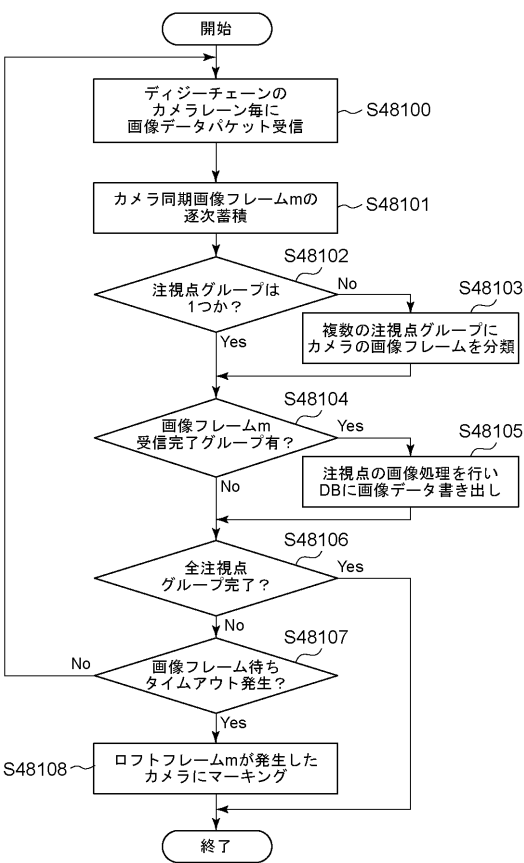 開始
ディジーチェーンの
カメラレーン毎に
画像データパケット受信
S48100
カメラ同期画像フレームmの
逐次蓄積
S48101
S48102
注視点グループは
1つか?
No
Yes
S48103
複数の注視点グループに
カメラの画像フレームを分類
S48104
画像フレームm
受信完了グループ有?
Yes
No
S48105
注視点の画像処理を行い
DBに画像データ書き出し
S48106
全注視点
グループ完了?
Yes
No
S48107
画像フレーム待ち
タイムアウト発生?
No
Yes
S48108
ロフトフレームmが発生した
カメラにマーキング
終了